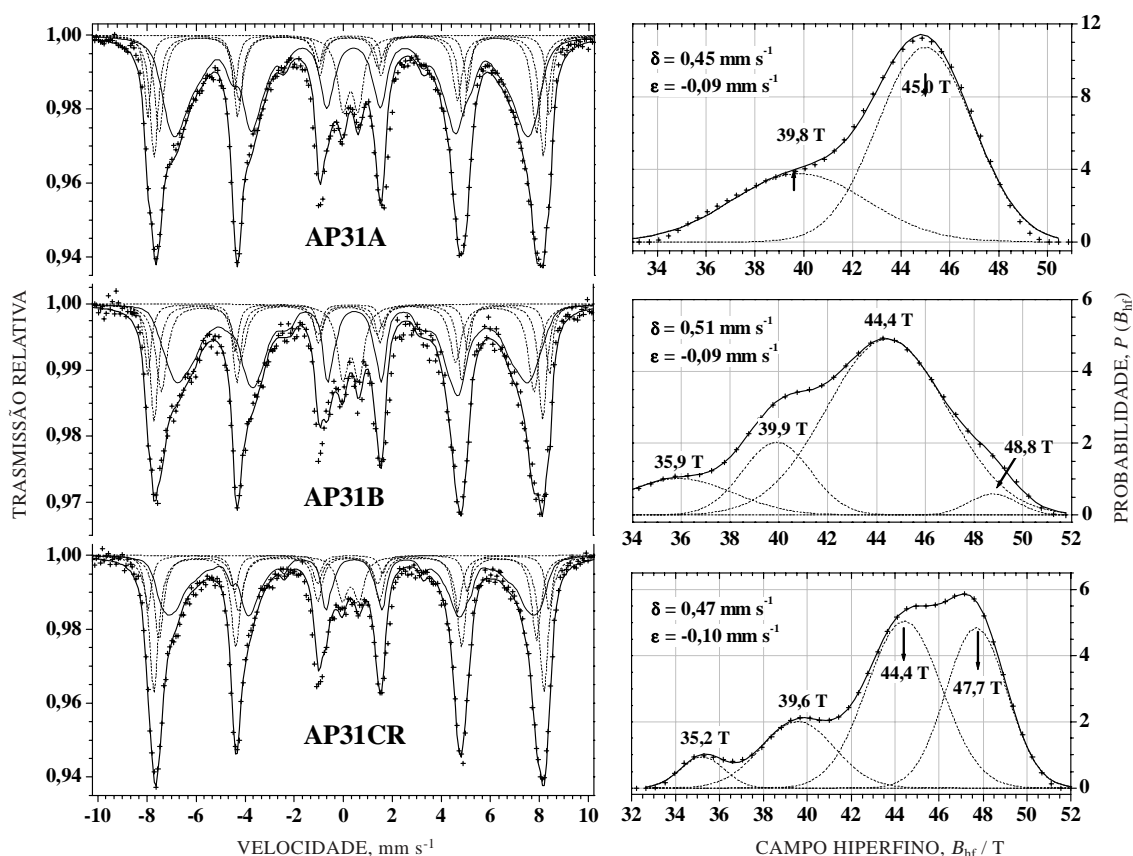 TRASMISSÃO RELATIVA
1,00
0,98
0,96
0,94
AP31A
1,00
0,99
0,98
0,97
AP31B
1,00
0,98
0,96
0,94
AP31CR
-10 -8 -6 -4 -2 0 2 4 6 8 10
VELOCIDADE, mm s-1
δ = 0,45 mm s-1
ε = -0,09 mm s-1
39,8 T
45,0 T
12
8
4
0
34 36 38 40 42 44 46 48 50
δ = 0,51 mm s-1
ε = -0,09 mm s-1
35,9 T
39,9 T
44,4 T
48,8 T
6
4
2
0
34 36 38 40 42 44 46 48 50 52
δ = 0,47 mm s-1
ε = -0,10 mm s-1
35,2 T
39,6 T
44,4 T
47,7 T
6
4
2
0
32 34 36 38 40 42 44 46 48 50 52
CAMPO HIPERFINO, Bhf / T
PROBABILIDADE, P (Bhf)